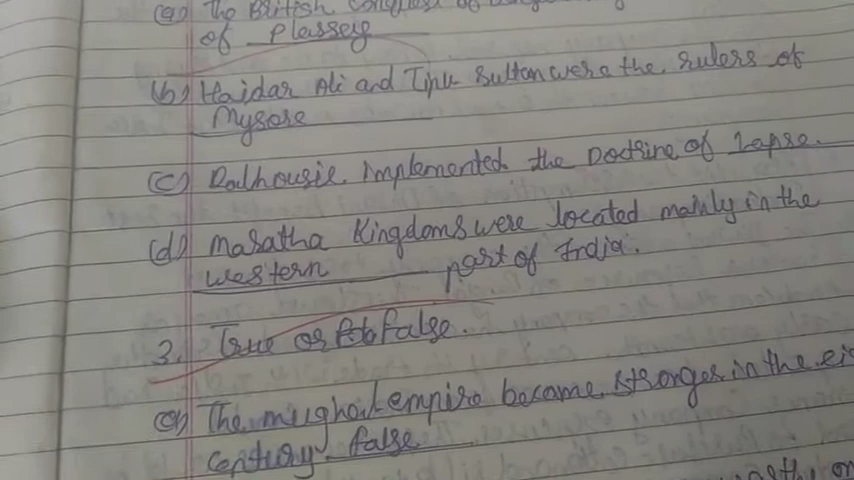 (a) The British conquest of
of Plassey
(b) Haidar Ali and Tipu Sultan were the rulers of
Mysore
(c) Dalhousie implemented the Doctrine of Lapse.
(d) Maratha Kingdoms were located mainly in the
western part of India.
3. True or false.
(a) The mughal empire became stronger in the
century false